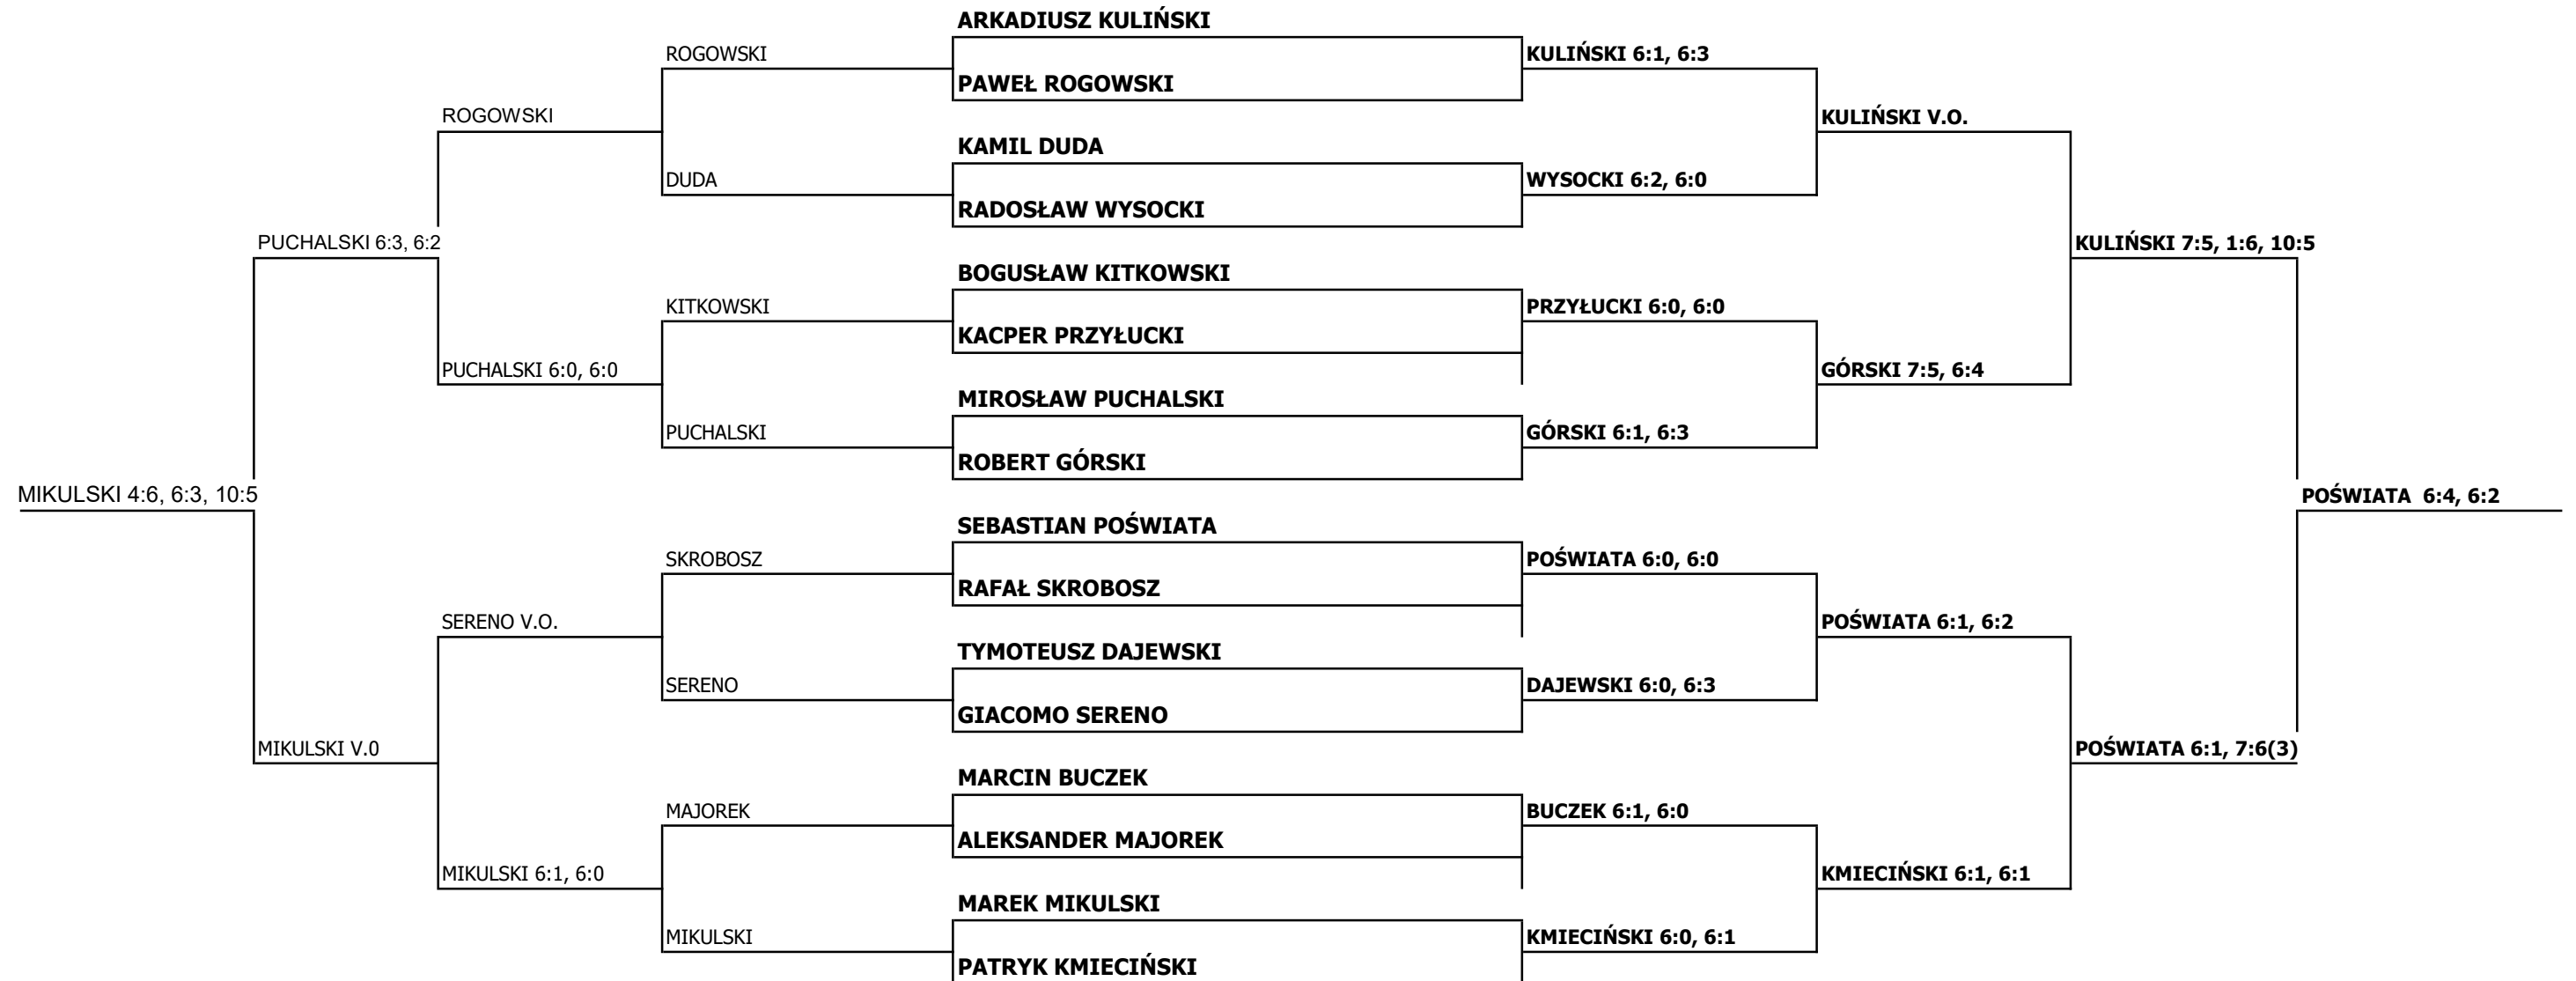 ARKADIUSZ KULIŃSKI
ROGOWSKI
KULIŃSKI 6:1, 6:3
PAWEŁ ROGOWSKI
ROGOWSKI
KULIŃSKI V.O.
KAMIL DUDA
DUDA
WYSOCKI 6:2, 6:0
RADOSŁAW WYSOCKI
PUCHALSKI 6:3, 6:2
KULIŃSKI 7:5, 1:6, 10:5
BOGUSŁAW KITKOWSKI
KITKOWSKI
PRZYŁUCKI 6:0, 6:0
KACPER PRZYŁUCKI
PUCHALSKI 6:0, 6:0
GÓRSKI 7:5, 6:4
MIROSŁAW PUCHALSKI
PUCHALSKI
GÓRSKI 6:1, 6:3
ROBERT GÓRSKI
MIKULSKI 4:6, 6:3, 10:5
POŚWIATA  6:4, 6:2
SEBASTIAN POŚWIATA
SKROBOSZ
POŚWIATA 6:0, 6:0
RAFAŁ SKROBOSZ
SERENO V.O.
POŚWIATA 6:1, 6:2
TYMOTEUSZ DAJEWSKI
SERENO
DAJEWSKI 6:0, 6:3
GIACOMO SERENO
MIKULSKI V.0
POŚWIATA 6:1, 7:6(3)
MARCIN BUCZEK
MAJOREK
BUCZEK 6:1, 6:0
ALEKSANDER MAJOREK
MIKULSKI 6:1, 6:0
KMIECIŃSKI 6:1, 6:1
MAREK MIKULSKI
MIKULSKI
KMIECIŃSKI 6:0, 6:1
PATRYK KMIECIŃSKI